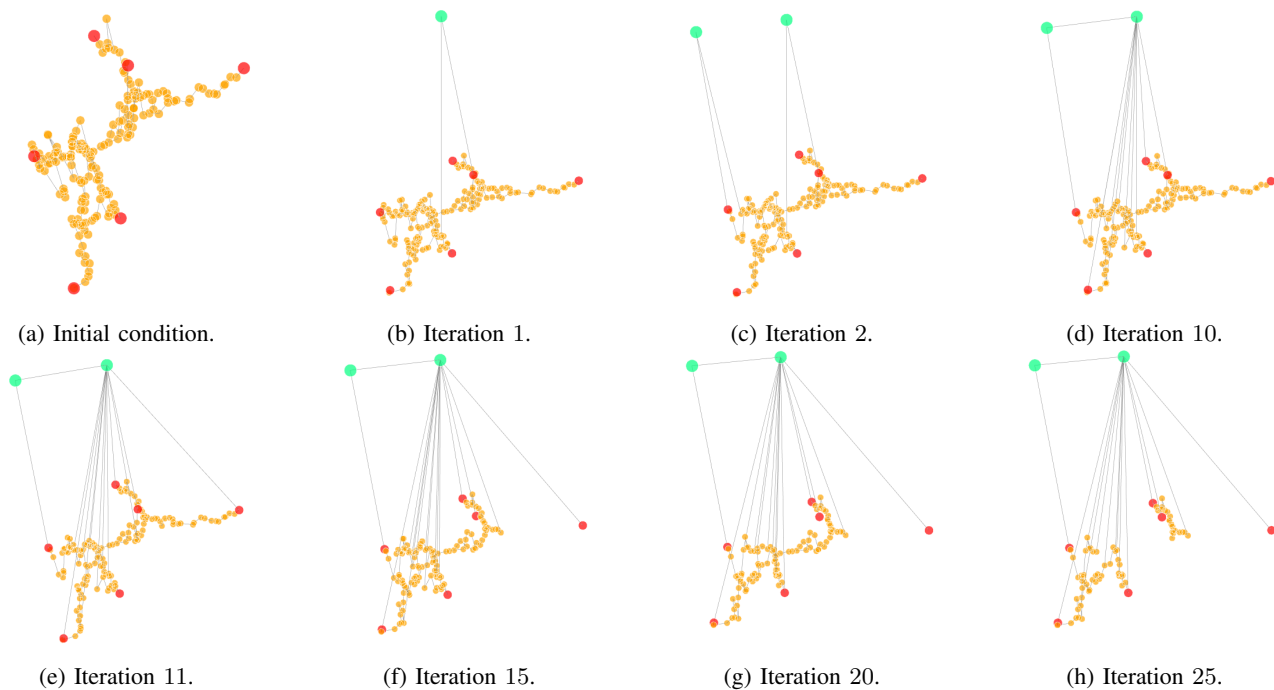 (a) Initial condition.
(b) Iteration 1.
(c) Iteration 2.
(d) Iteration 10.
(e) Iteration 11.
(f) Iteration 15.
(g) Iteration 20.
(h) Iteration 25.